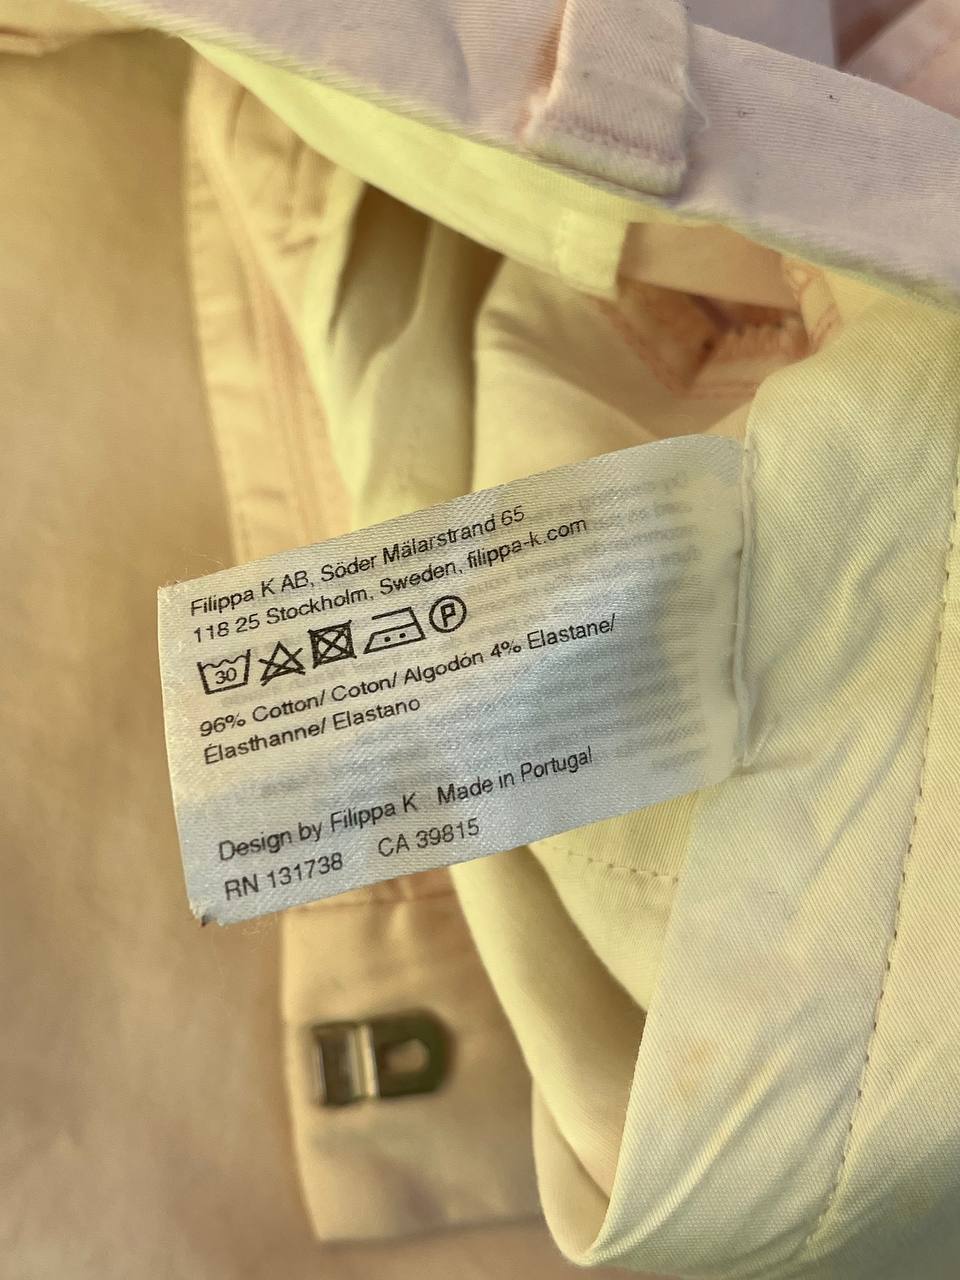 Filippa K AB, Söder Mälarstrand 65
118 25 Stockholm, Sweden, filippa-k.com
30 P
96% Cotton/ Coton/ Algodón 4% Elastane/
Élasthanne/ Elastano
Design by Filippa K Made in Portugal
RN 131738 CA 39815